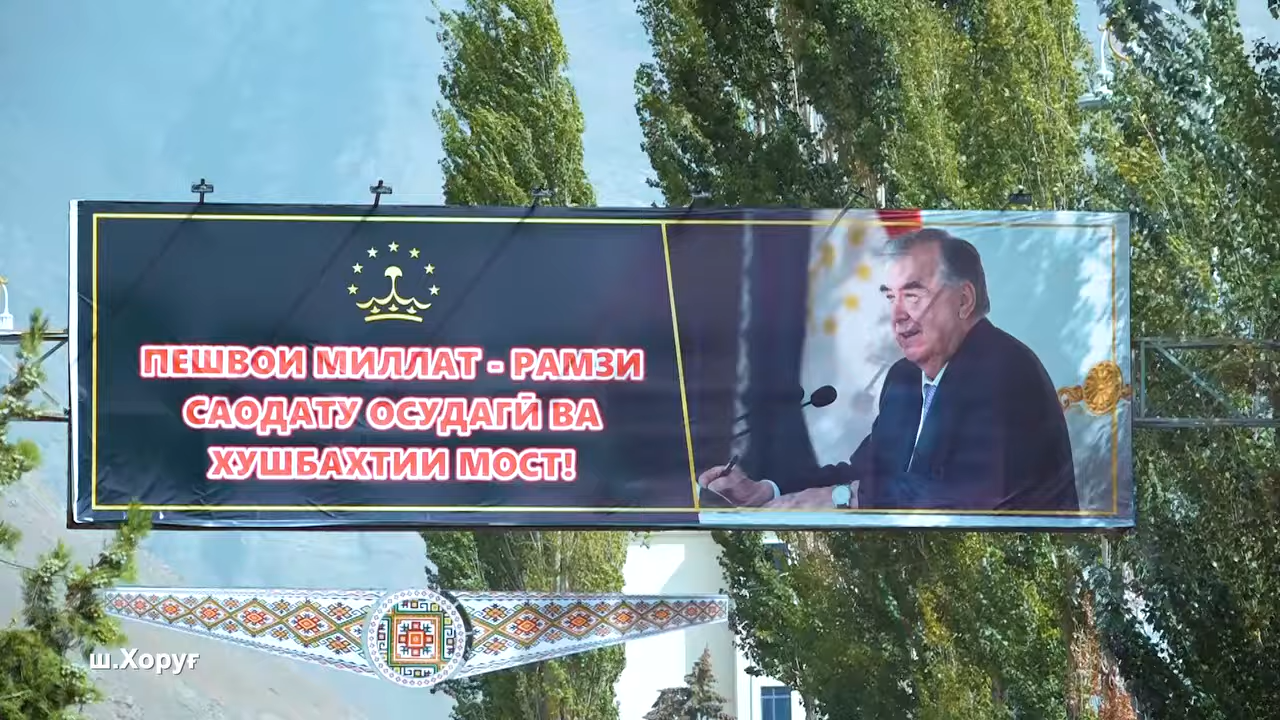 ПЕШВОИ МИЛЛАТ - РАМЗИ
САОДАТУ ОСУДАГӢ ВА
ХУШБАХТИИ МОСТ!
ш.Хоруғ